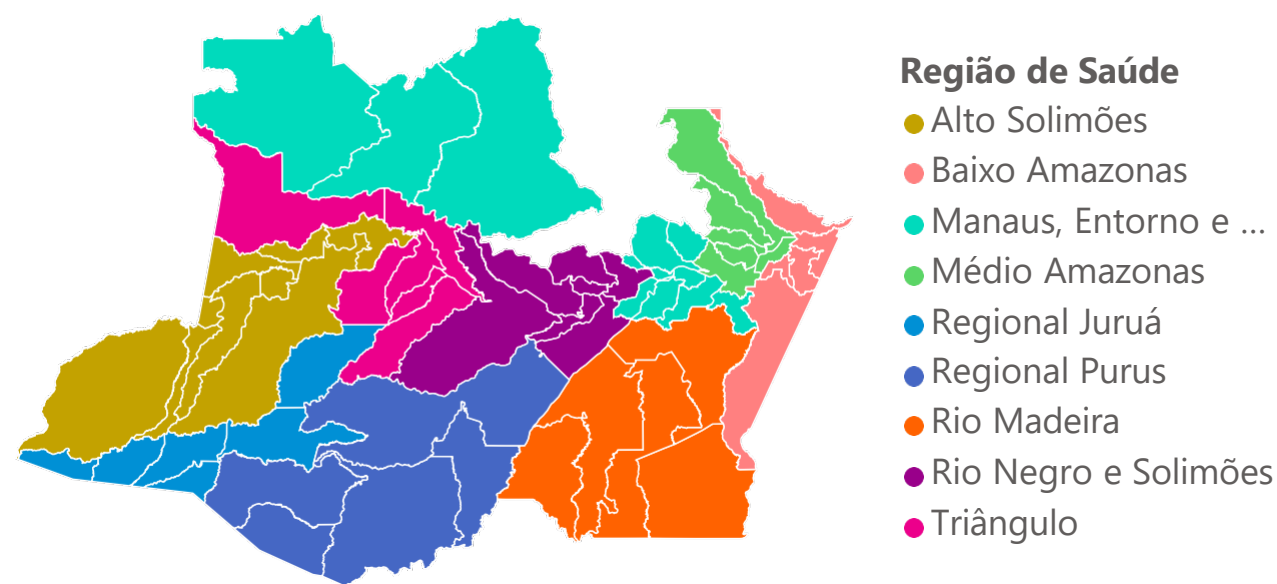 Região de Saúde
Alto Solimões
Baixo Amazonas
Manaus, Entorno e ...
Médio Amazonas
Regional Juruá
Regional Purus
Rio Madeira
Rio Negro e Solimões
Triângulo